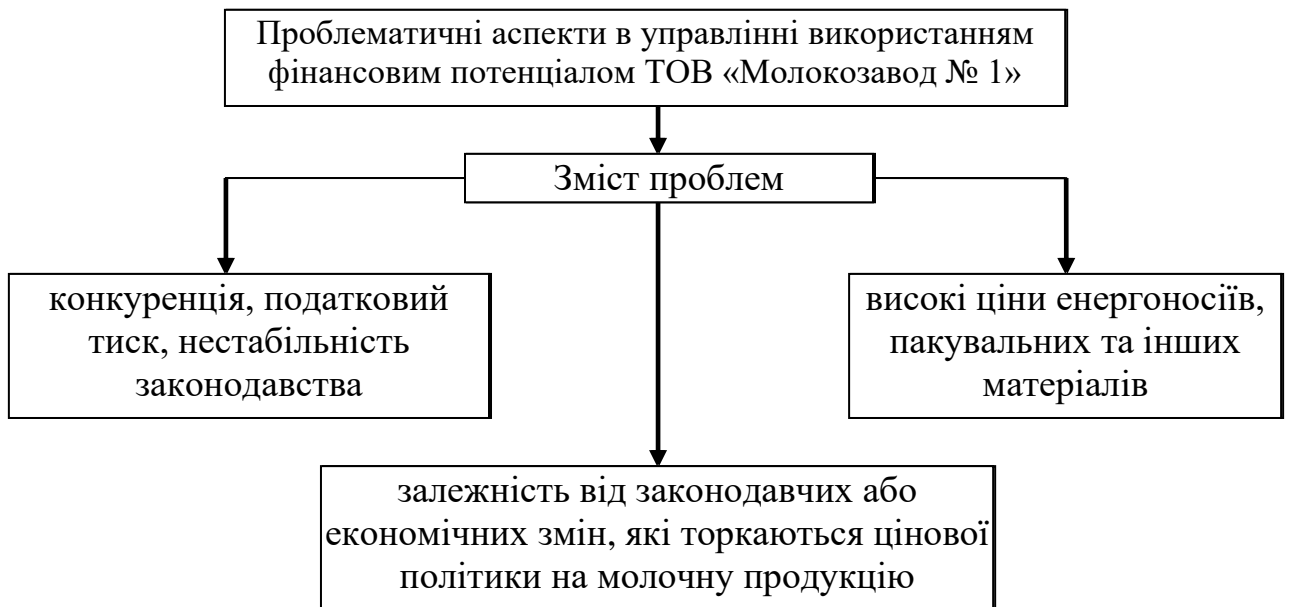 Проблематичні аспекти в управлінні використанням
фінансовим потенціалом ТОВ «Молокозавод № 1»
Зміст проблем
конкуренція, податковий
тиск, нестабільність
законодавства
високі ціни енергоносіїв,
пакувальних та інших
матеріалів
залежність від законодавчих або
економічних змін, які торкаються цінової
політики на молочну продукцію